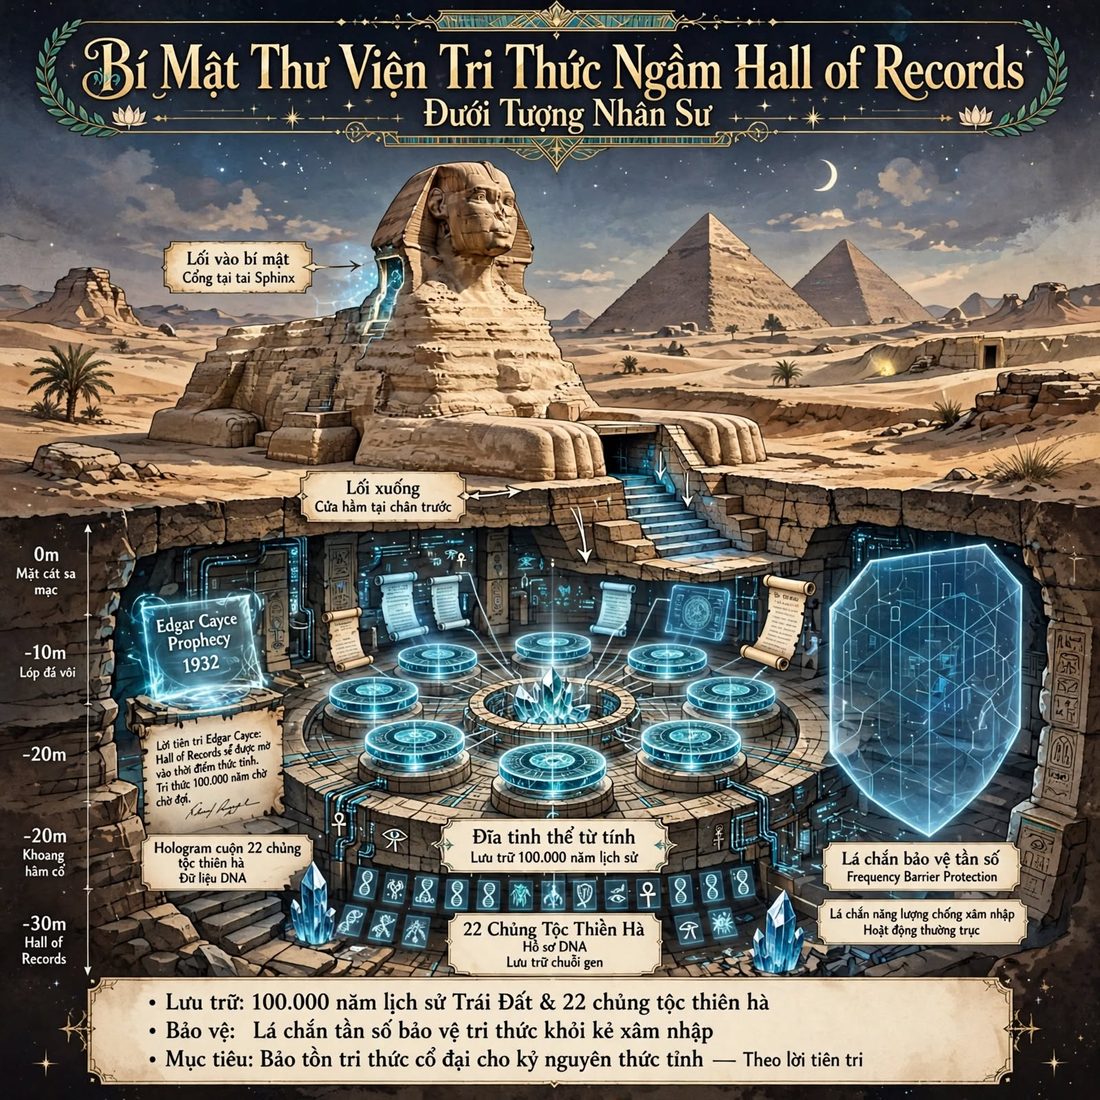 Bí Mật Thư Viện Tri Thức Ngầm Hall of Records
Dưới Tượng Nhân Sư
Lối vào bí mật
Cổng tại tai Sphinx
Lối xuống
Cửa hầm tại chân trước
0m
Mặt cát sa
mạc
-10m
Lóp đá vôi
-20m
-20m
Khoang
hầm cổ
-30m
Hall of
Records
Edgar Cayce
Prophecy
1932
Lời tiên tri Edgar Cayce:
Hall of Records sẽ được mở
vào thời điểm thức tinh.
Tri thức 100.000 năm chờ
chờ đợi.
Hologram cuộn 22 chủng
tộc thiên hà
Dữ liệu DNA
Đĩa tinh thể từ tính
Lưu trữ 100.000 năm lịch sử
22 Chủng Tộc Thiền Hà
Hồ sơ DNA
Lưu trữ chuỗi gen
Lá chắn bảo vệ tần số
Frequency Barrier Protection
Lá chắn năng lượng chống xâm nhập
Hoạt động thường trực
• Lưu trữ: 100.000 năm lịch sử Trái Đất & 22 chủng tộc thiên hà
• Bảo vệ: Lá chắn tần số bảo vệ tri thức khỏi kẻ xâm nhập
• Mục tiêu: Bảo tồn tri thức cổ đại cho kỷ nguyên thức tỉnh — Theo lời tiên tri